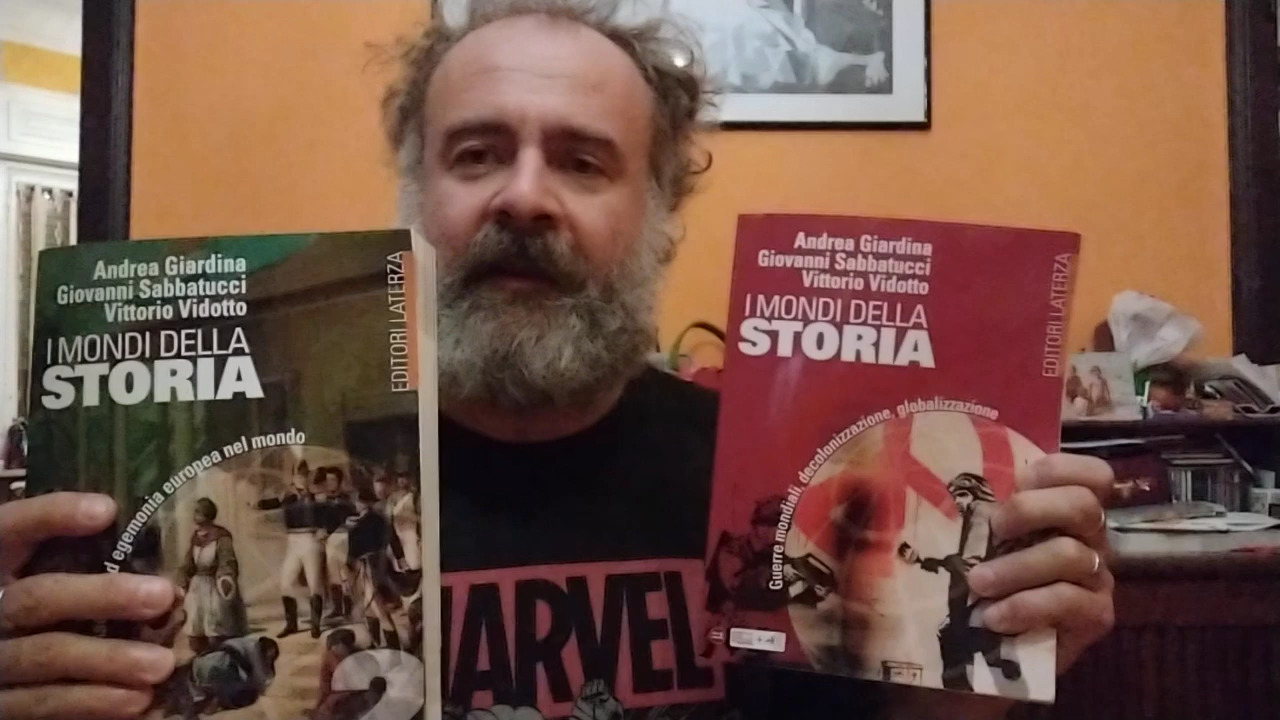 Andrea Giardina
Giovanni Sabbatucci
Vittorio Vidotto
I MONDI DELLA
STORIA
EDITORI LATERZA
egemonia europea nel mondo
2
Andrea Giardina
Giovanni Sabbatucci
Vittorio Vidotto
I MONDI DELLA
STORIA
EDITORI LATERZA
Guerre mondiali, decolonizzazione, globalizzazione
MARVEL